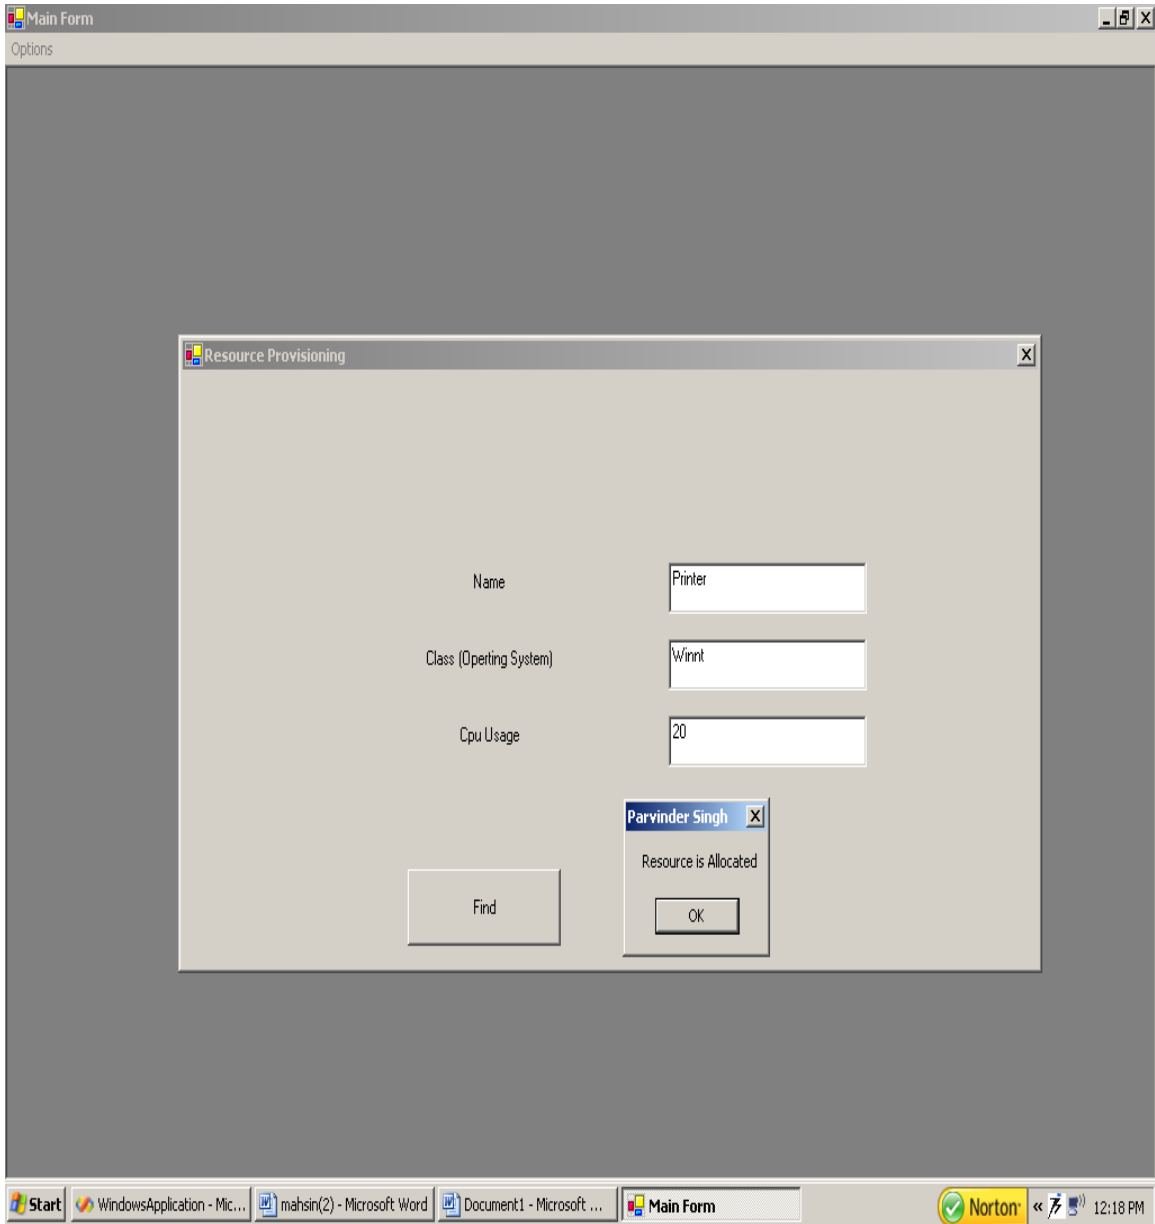 Main Form
Options
Resource Provisioning
Name
Printer
Class (Operting System)
Winnt
Cpu Usage
20
Parvinder Singh
Resource is Allocated
OK
Find
Start
WindowsApplication - Mic...
mahsin(2) - Microsoft Word
Document1 - Microsoft ...
Main Form
Norton
12:18 PM